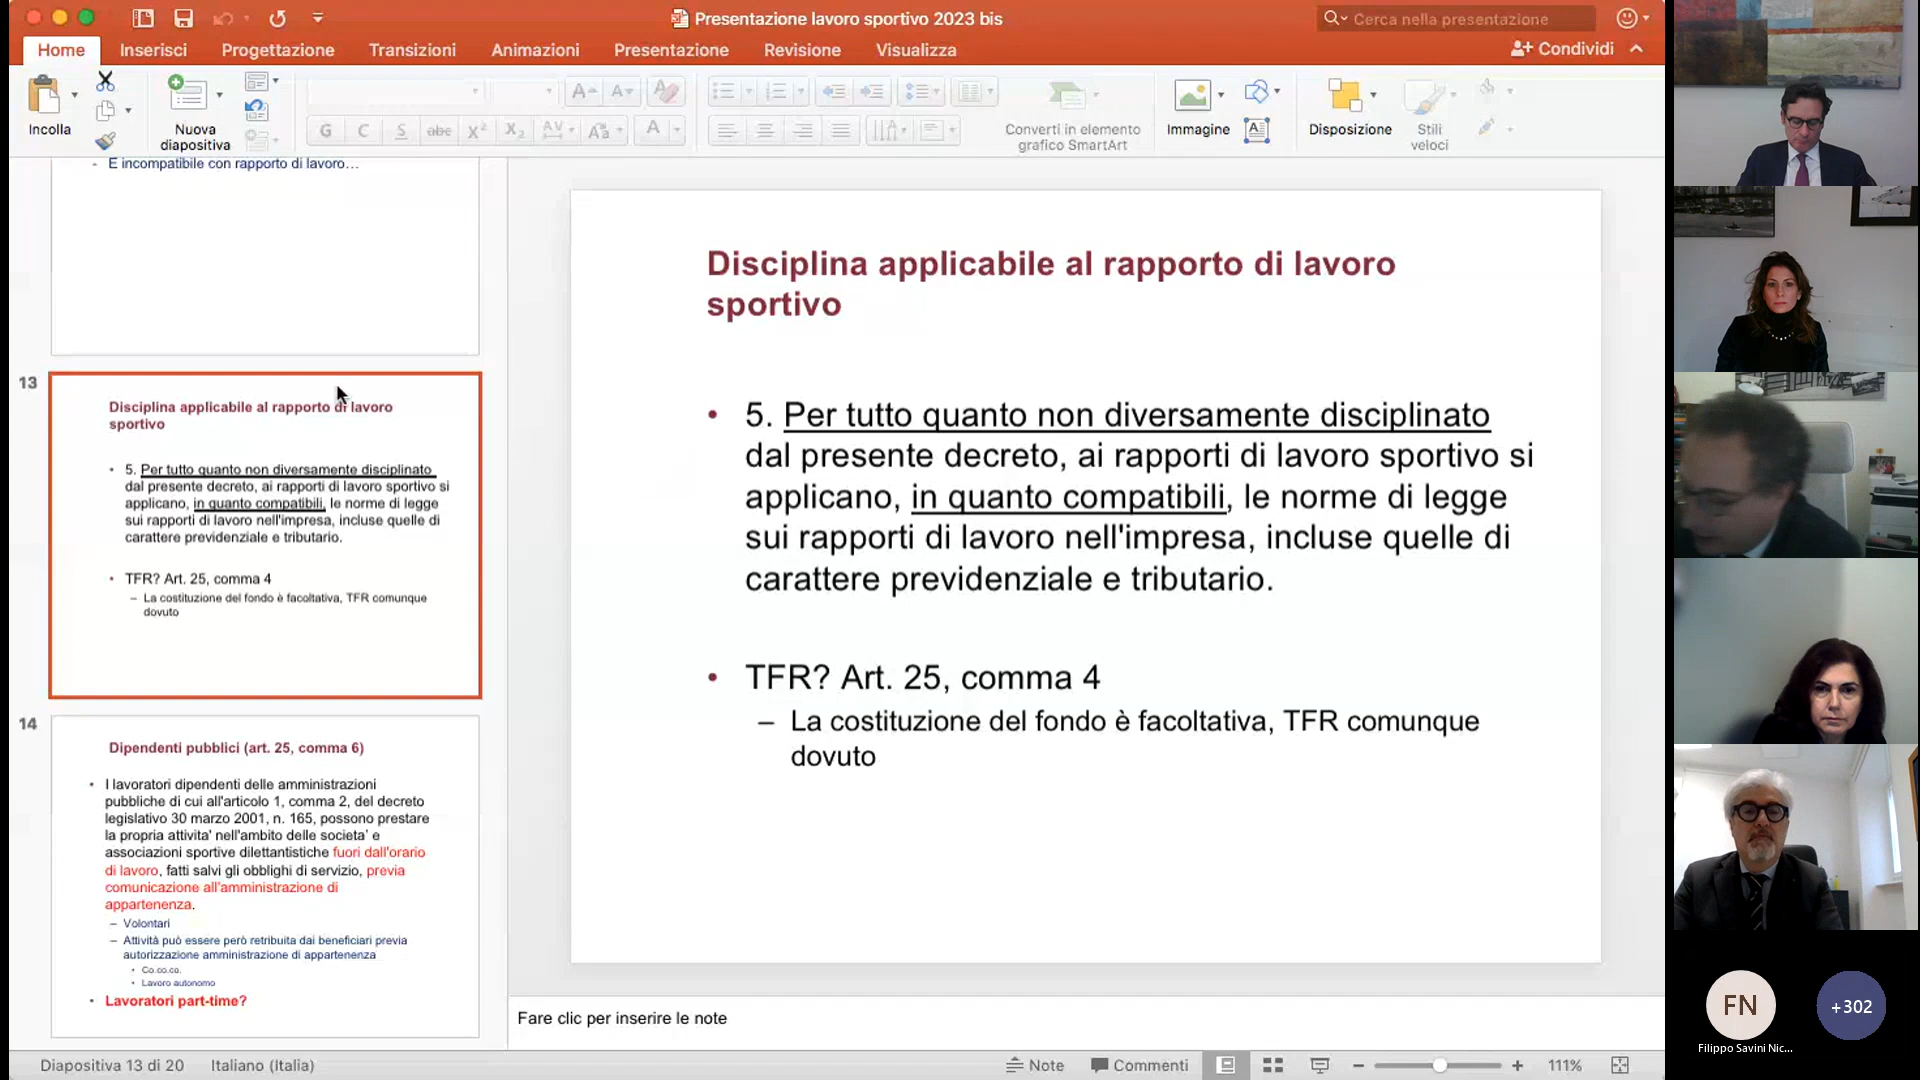 Presentazione lavoro sportivo 2023 bis
Cerca nella presentazione
Home Inserisci Progettazione Transizioni Animazioni Presentazione Revisione Visualizza
Condividi
Incolla
Nuova
diapositiva
G C S abc X² X₂ AV Aa A
Converti in elemento
grafico SmartArt
Immagine
Disposizione
Stili
veloci
- È incompatibile con rapporto di lavoro…
13
Disciplina applicabile al rapporto di lavoro
sportivo
• 5. Per tutto quanto non diversamente disciplinato
dal presente decreto, ai rapporti di lavoro sportivo si
applicano, in quanto compatibili, le norme di legge
sui rapporti di lavoro nell'impresa, incluse quelle di
carattere previdenziale e tributario.
• TFR? Art. 25, comma 4
– La costituzione del fondo è facoltativa, TFR comunque
dovuto
14
Dipendenti pubblici (art. 25, comma 6)
• I lavoratori dipendenti delle amministrazioni
pubbliche di cui all'articolo 1, comma 2, del decreto
legislativo 30 marzo 2001, n. 165, possono prestare
la propria attivita' nell'ambito delle societa' e
associazioni sportive dilettantistiche fuori dall'orario
di lavoro, fatti salvi gli obblighi di servizio, previa
comunicazione all'amministrazione di
appartenenza.
– Volontari
– Attività può essere però retribuita dai beneficiari previa
autorizzazione amministrazione di appartenenza
• Co.co.co.
• Lavoro autonomo
• Lavoratori part-time?
Disciplina applicabile al rapporto di lavoro
sportivo
• 5. Per tutto quanto non diversamente disciplinato
dal presente decreto, ai rapporti di lavoro sportivo si
applicano, in quanto compatibili, le norme di legge
sui rapporti di lavoro nell'impresa, incluse quelle di
carattere previdenziale e tributario.
• TFR? Art. 25, comma 4
– La costituzione del fondo è facoltativa, TFR comunque
dovuto
Fare clic per inserire le note
Diapositiva 13 di 20 Italiano (Italia)
Note Commenti 111%
FN
+302
Filippo Savini Nic...